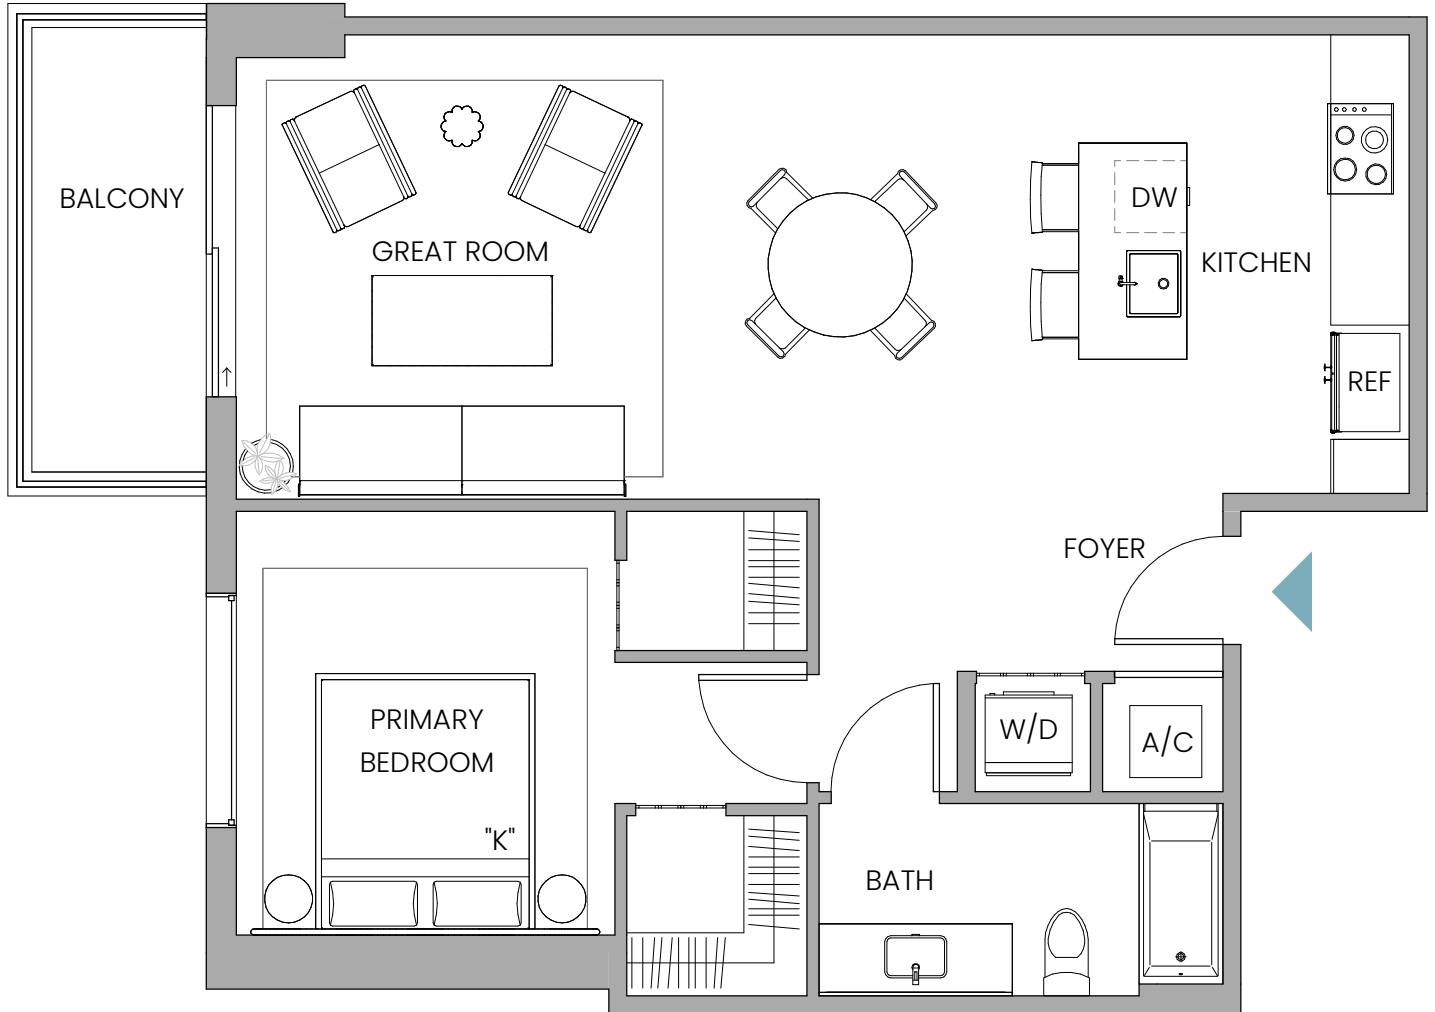 BALCONY
GREAT ROOM
DW
KITCHEN
REF
FOYER
PRIMARY
BEDROOM
"K"
W/D
A/C
BATH